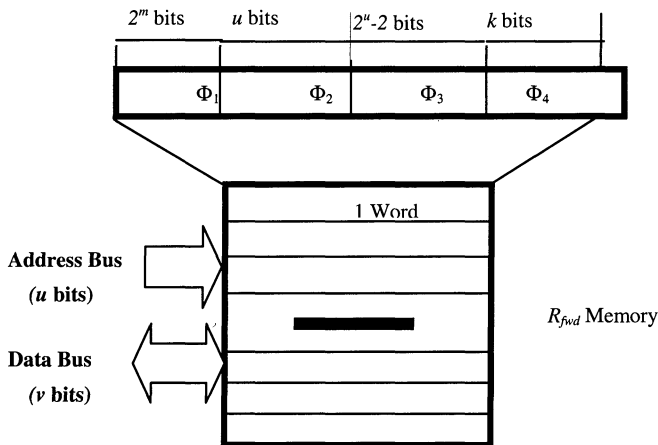 2^m bits u bits 2^u-2 bits k bits
Φ1 Φ2 Φ3 Φ4
1 Word
Address Bus
(u bits)
R_fwd Memory
Data Bus
(v bits)